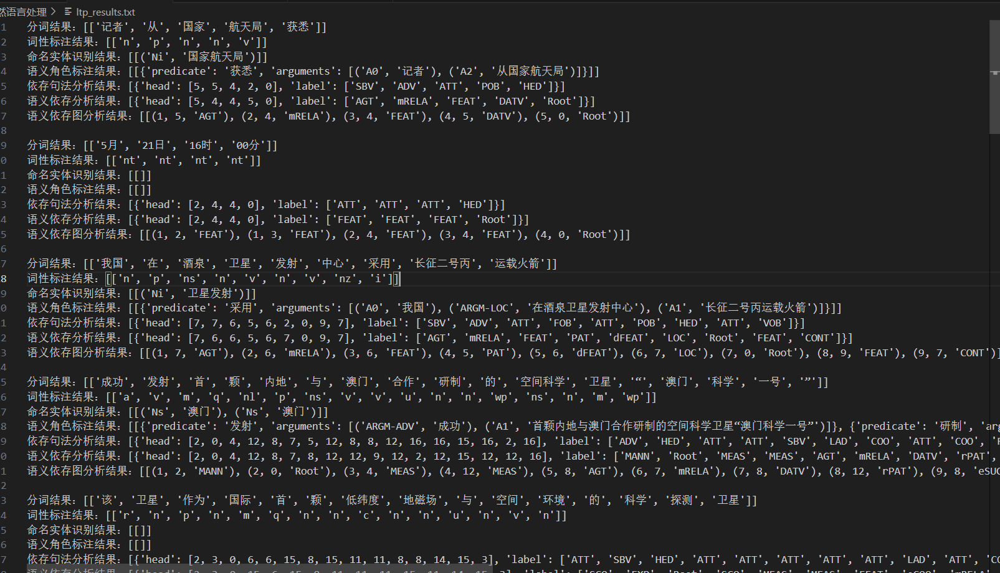 然语言处理 > ltp_results.txt
1 分词结果: [['记者', '从', '国家', '航天局', '获悉']]
2 词性标注结果: [['n', 'p', 'n', 'n', 'v']]
3 命名实体识别结果: [[('Ni', '国家航天局')]]
4 语义角色标注结果: [[{'predicate': '获悉', 'arguments': [('A0', '记者'), ('A2', '从国家航天局')]}]]
5 依存句法分析结果: [{'head': [5, 5, 4, 2, 0], 'label': ['SBV', 'ADV', 'ATT', 'POB', 'HED']}]
6 语义依存分析结果: [{'head': [5, 4, 4, 5, 0], 'label': ['AGT', 'mRELA', 'FEAT', 'DATV', 'Root']}]
7 语义依存图分析结果: [[(1, 5, 'AGT'), (2, 4, 'mRELA'), (3, 4, 'FEAT'), (4, 5, 'DATV'), (5, 0, 'Root')]]
8
9 分词结果: [['5月', '21日', '16时', '00分']]
0 词性标注结果: [['nt', 'nt', 'nt', 'nt']]
1 命名实体识别结果: [[]]
2 语义角色标注结果: [[]]
3 依存句法分析结果: [{'head': [2, 4, 4, 0], 'label': ['ATT', 'ATT', 'ATT', 'HED']}]
4 语义依存分析结果: [{'head': [2, 4, 4, 0], 'label': ['FEAT', 'FEAT', 'FEAT', 'Root']}]
5 语义依存图分析结果: [[(1, 2, 'FEAT'), (1, 3, 'FEAT'), (2, 4, 'FEAT'), (3, 4, 'FEAT'), (4, 0, 'Root')]]
6
7 分词结果: [['我国', '在', '酒泉', '卫星', '发射', '中心', '采用', '长征二号丙', '运载火箭']]
8 词性标注结果: [['n', 'p', 'ns', 'n', 'v', 'n', 'v', 'nz', 'i']]
9 命名实体识别结果: [[('Ni', '卫星发射')]]
0 语义角色标注结果: [[{'predicate': '采用', 'arguments': [('A0', '我国'), ('ARGM-LOC', '在酒泉卫星发射中心'), ('A1', '长征二号丙运载火箭')]}]]
1 依存句法分析结果: [{'head': [7, 7, 6, 5, 6, 2, 0, 9, 7], 'label': ['SBV', 'ADV', 'ATT', 'FOB', 'ATT', 'POB', 'HED', 'ATT', 'VOB']}]
2 语义依存分析结果: [{'head': [7, 6, 6, 5, 6, 7, 0, 9, 7], 'label': ['AGT', 'mRELA', 'FEAT', 'PAT', 'dFEAT', 'LOC', 'Root', 'FEAT', 'CONT']}]
3 语义依存图分析结果: [[(1, 7, 'AGT'), (2, 6, 'mRELA'), (3, 6, 'FEAT'), (4, 5, 'PAT'), (5, 6, 'dFEAT'), (6, 7, 'LOC'), (7, 0, 'Root'), (8, 9, 'FEAT'), (9, 7, 'CONT')]
4
5 分词结果: [['成功', '发射', '首', '颗', '内地', '与', '澳门', '合作', '研制', '的', '空间科学', '卫星', '“', '澳门', '科学', '一号', '”']]
6 词性标注结果: [['a', 'v', 'm', 'q', 'nl', 'p', 'ns', 'v', 'v', 'u', 'n', 'n', 'wp', 'ns', 'n', 'm', 'wp']]
7 命名实体识别结果: [[('Ns', '澳门'), ('Ns', '澳门')]]
8 语义角色标注结果: [[{'predicate': '发射', 'arguments': [('ARGM-ADV', '成功'), ('A1', '首颗内地与澳门合作研制的空间科学卫星“澳门科学一号”')]}, {'predicate': '研制', 'arg
9 依存句法分析结果: [{'head': [2, 0, 4, 12, 8, 7, 5, 12, 8, 8, 12, 16, 16, 15, 16, 2, 16], 'label': ['ADV', 'HED', 'ATT', 'ATT', 'SBV', 'LAD', 'COO', 'ATT', 'COO', '
0 语义依存分析结果: [{'head': [2, 0, 4, 12, 8, 7, 8, 12, 12, 9, 12, 2, 12, 15, 12, 12, 16], 'label': ['MANN', 'Root', 'MEAS', 'MEAS', 'AGT', 'mRELA', 'DATV', 'rPAT',
1 语义依存图分析结果: [[(1, 2, 'MANN'), (2, 0, 'Root'), (3, 4, 'MEAS'), (4, 12, 'MEAS'), (5, 8, 'AGT'), (6, 7, 'mRELA'), (7, 8, 'DATV'), (8, 12, 'rPAT'), (9, 8, 'eSUC
2
3 分词结果: [['该', '卫星', '作为', '国际', '首', '颗', '低纬度', '地磁场', '与', '空间', '环境', '的', '科学', '探测', '卫星']]
4 词性标注结果: [['r', 'n', 'p', 'n', 'm', 'q', 'n', 'n', 'c', 'n', 'n', 'u', 'n', 'v', 'n']]
5 命名实体识别结果: [[]]
6 语义角色标注结果: [[]]
7 依存句法分析结果: [{'head': [2, 3, 0, 6, 6, 15, 8, 15, 11, 11, 8, 8, 14, 15, 3], 'label': ['ATT', 'SBV', 'HED', 'ATT', 'ATT', 'ATT', 'ATT', 'ATT', 'LAD', 'ATT', 'CO